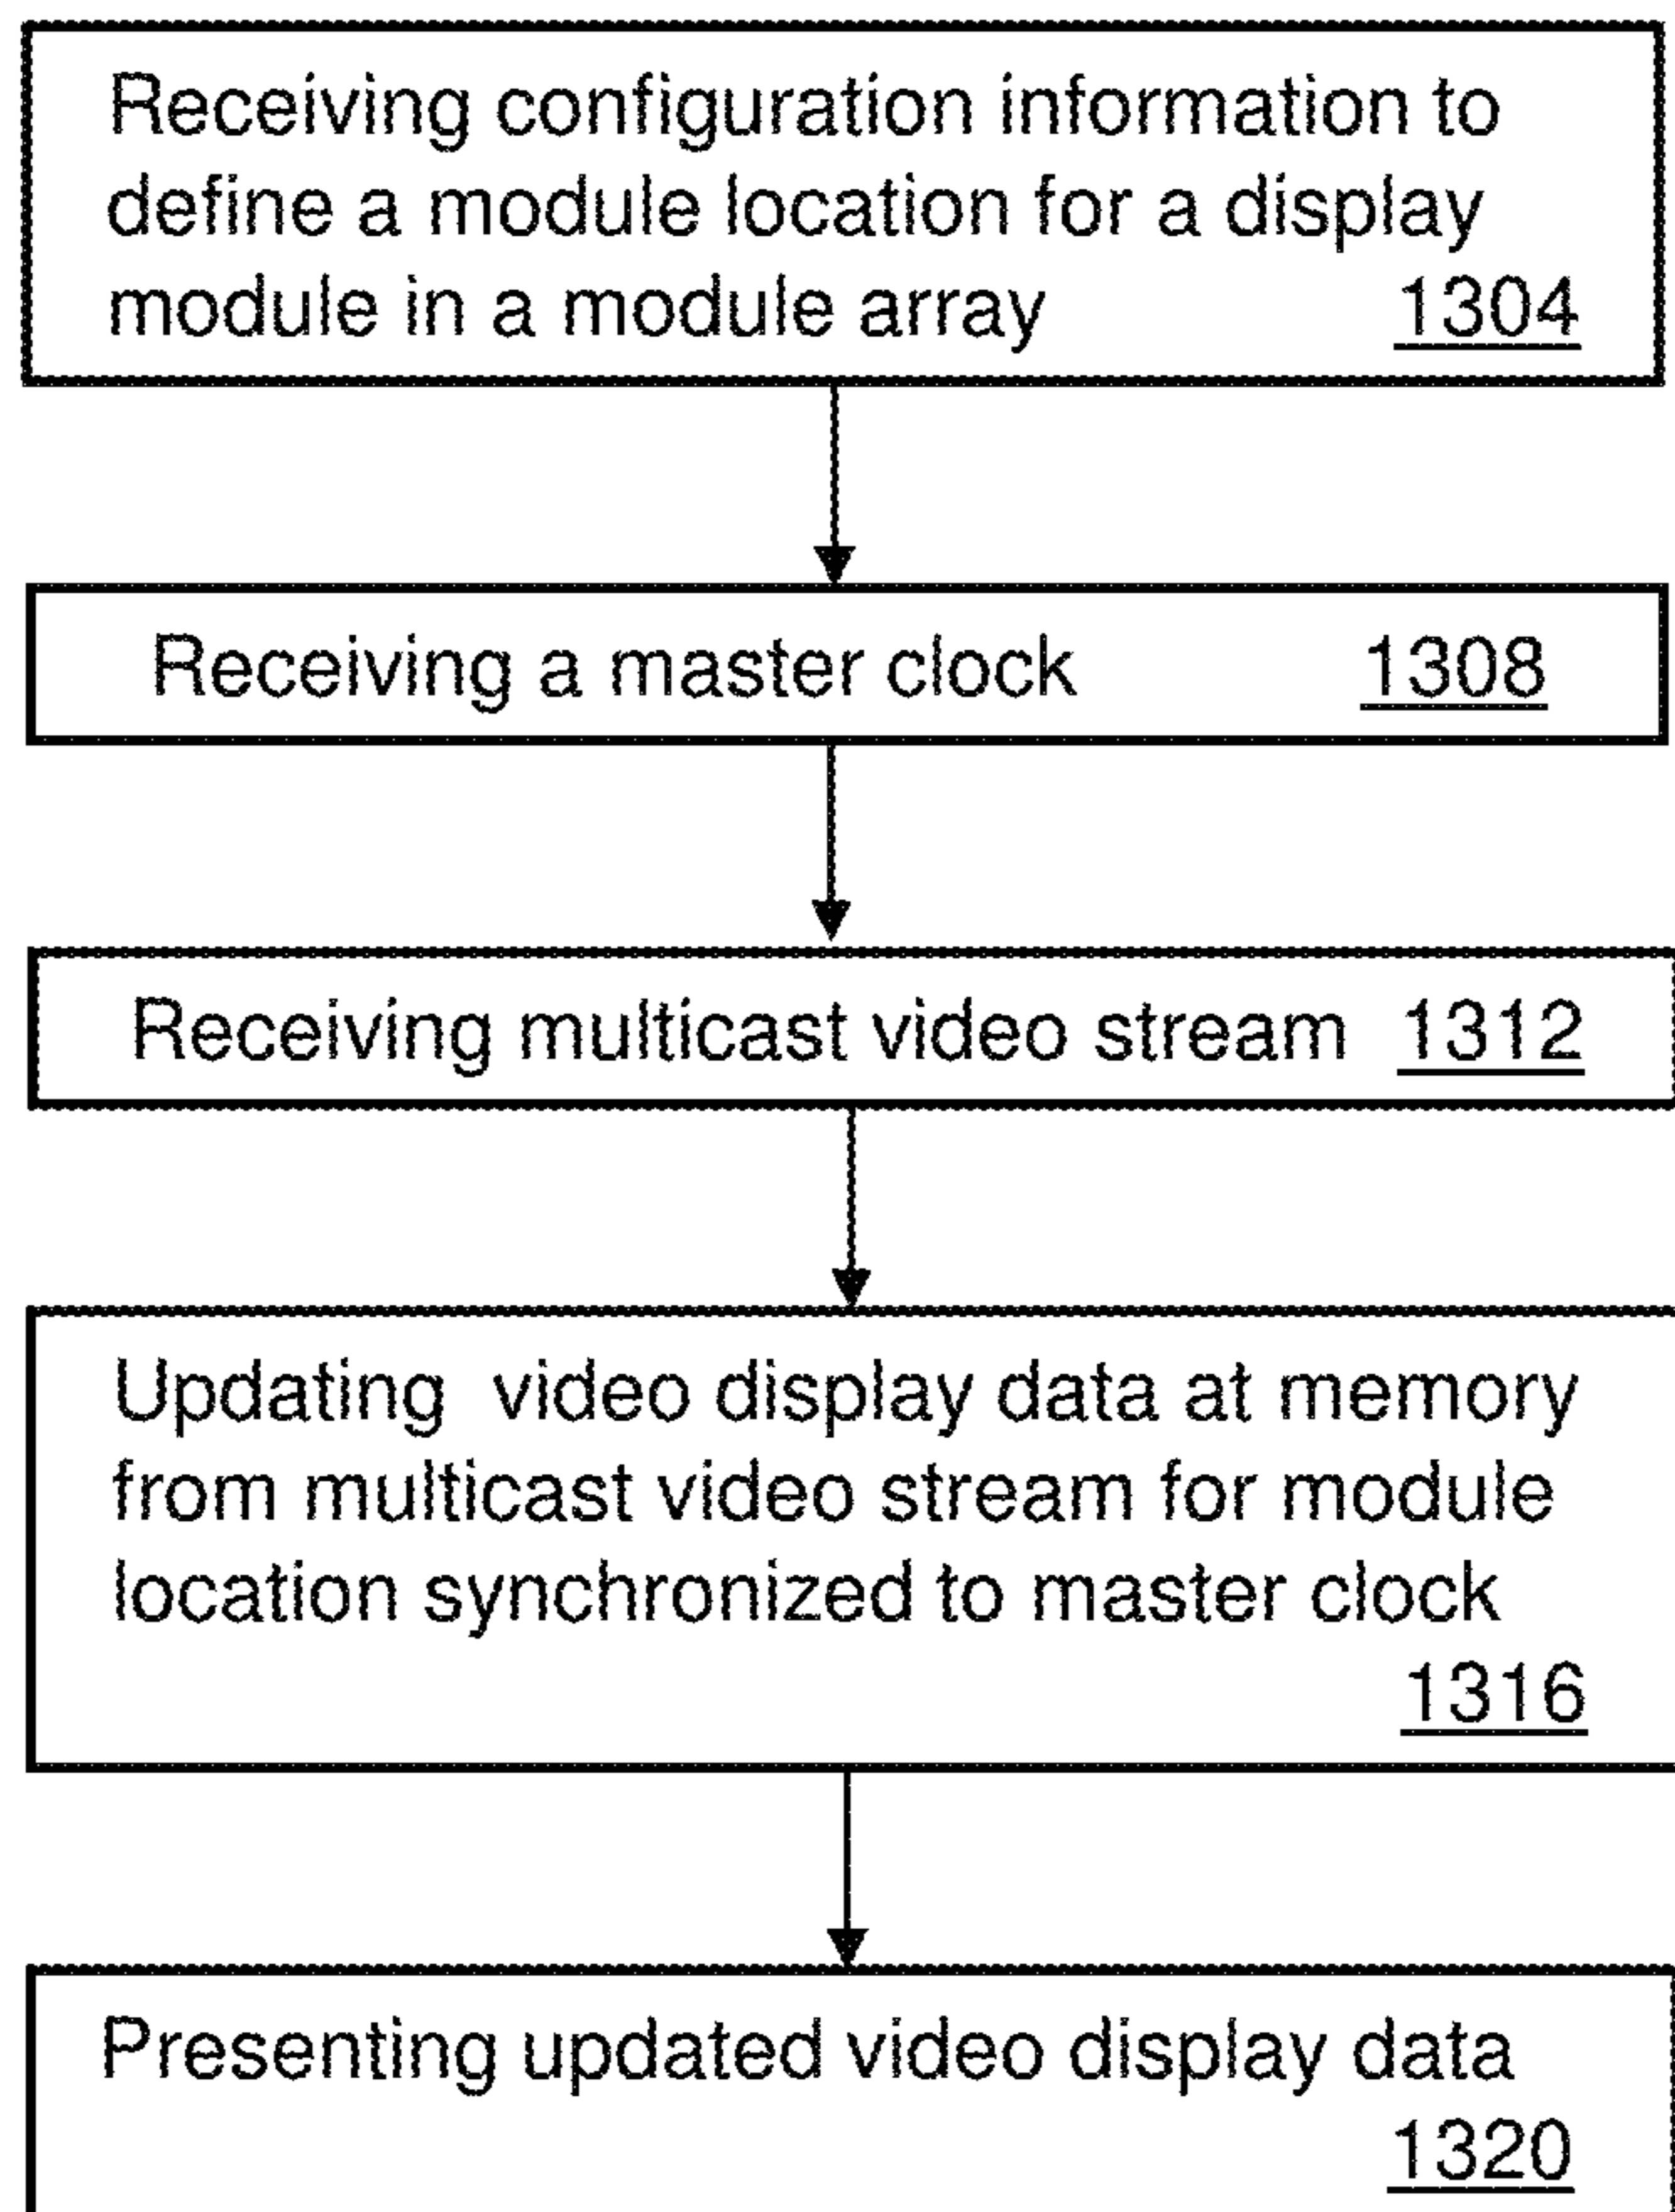 Receiving configuration information to
define a module location for a display
module in a module array 1304
Receiving a master clock 1308
Receiving multicast video stream 1312
Updating video display data at memory
from multicast video stream for module
location synchronized to master clock
1316
Presenting updated video display data
1320